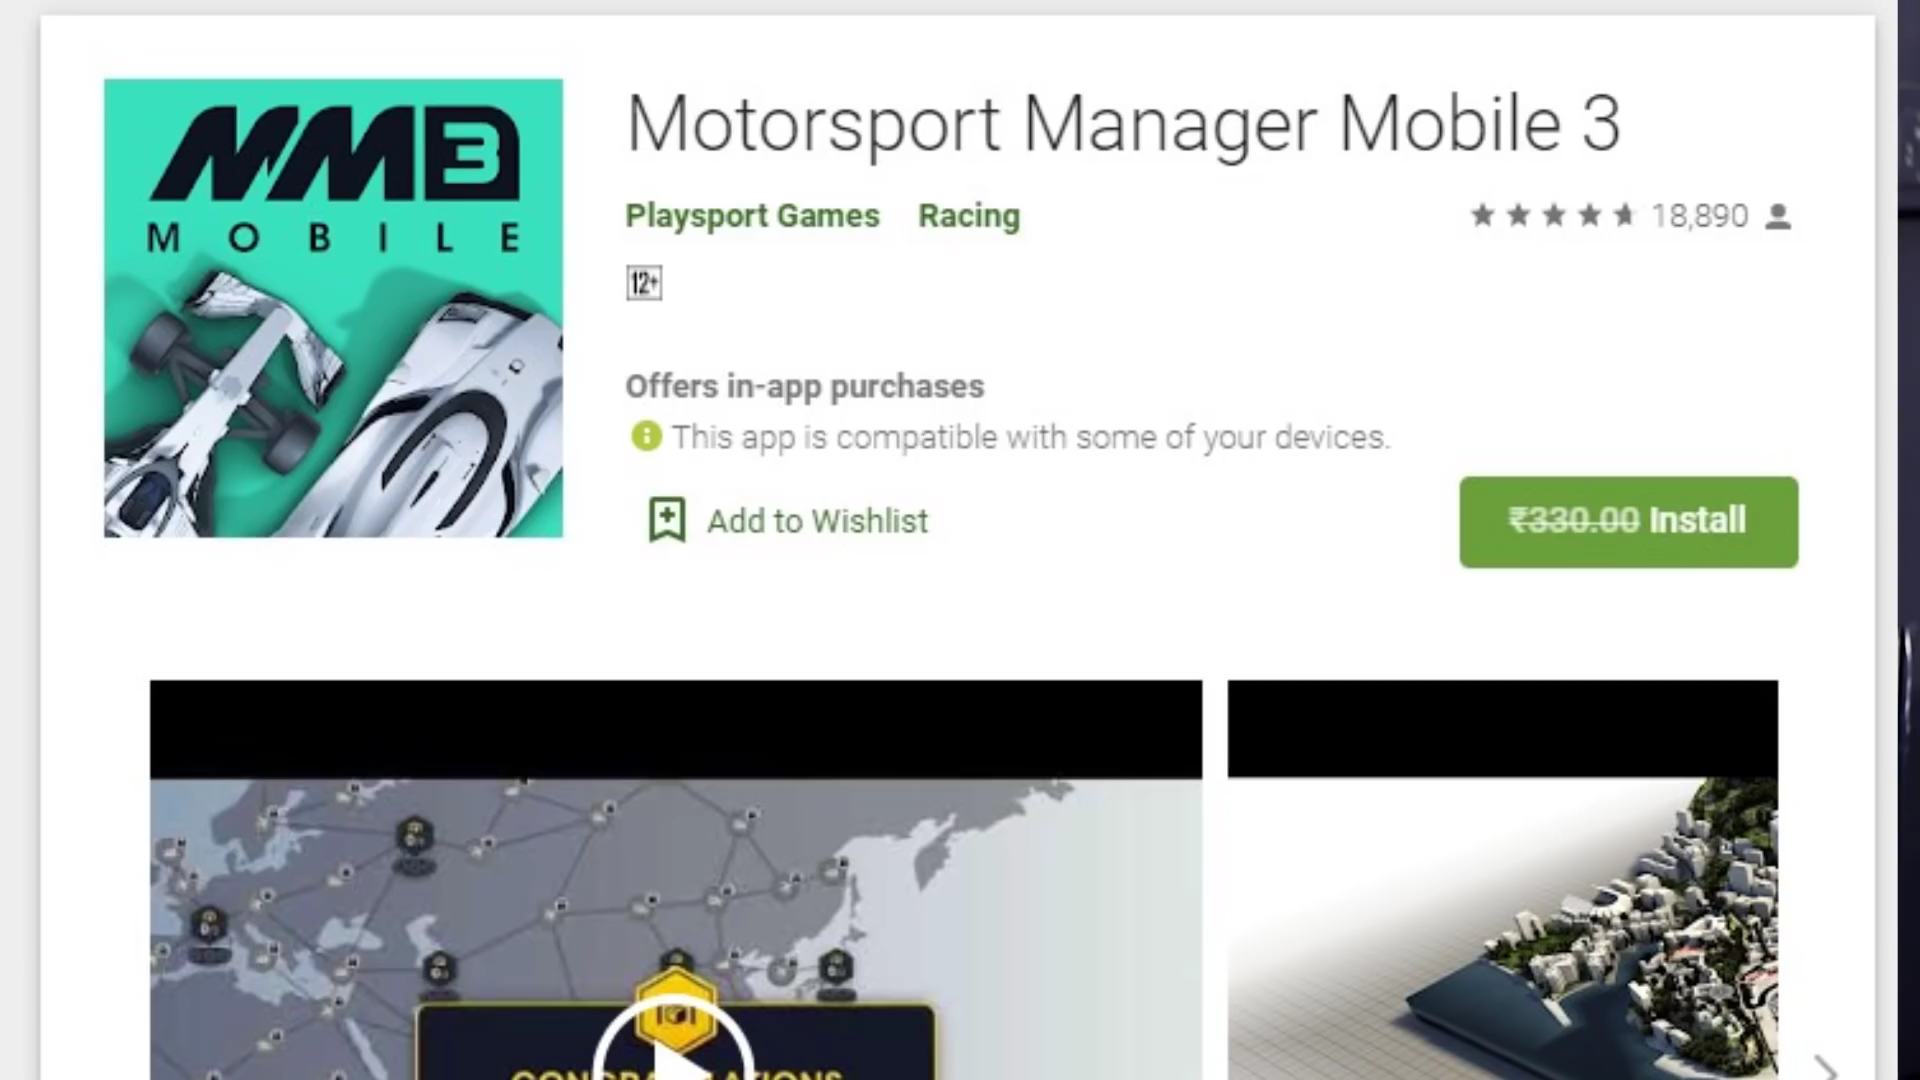 MM3
MOBILE
Motorsport Manager Mobile 3
Playsport Games Racing
18,890
12+
Offers in-app purchases
This app is compatible with some of your devices.
Add to Wishlist
₹330.00 Install